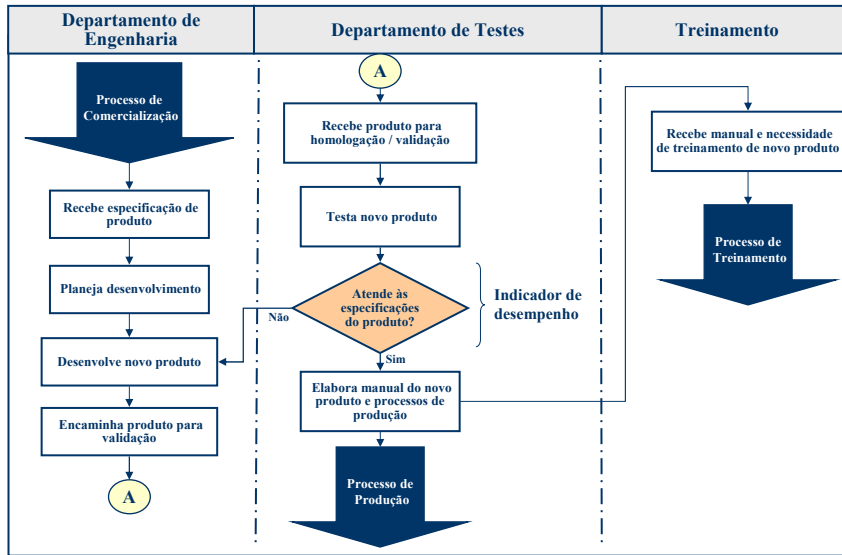 Departamento de
Engenharia
Departamento de Testes
Treinamento
Processo de
Comercialização
Recebe especificação de
produto
Planeja desenvolvimento
Desenvolve novo produto
Encaminha produto para
validação
A
A
Recebe produto para
homologação / validação
Testa novo produto
Atende às
especificações
do produto?
Não
Sim
Indicador de
desempenho
Elabora manual do novo
produto e processos de
produção
Processo de
Produção
Recebe manual e necessidade
de treinamento de novo produto
Processo de
Treinamento